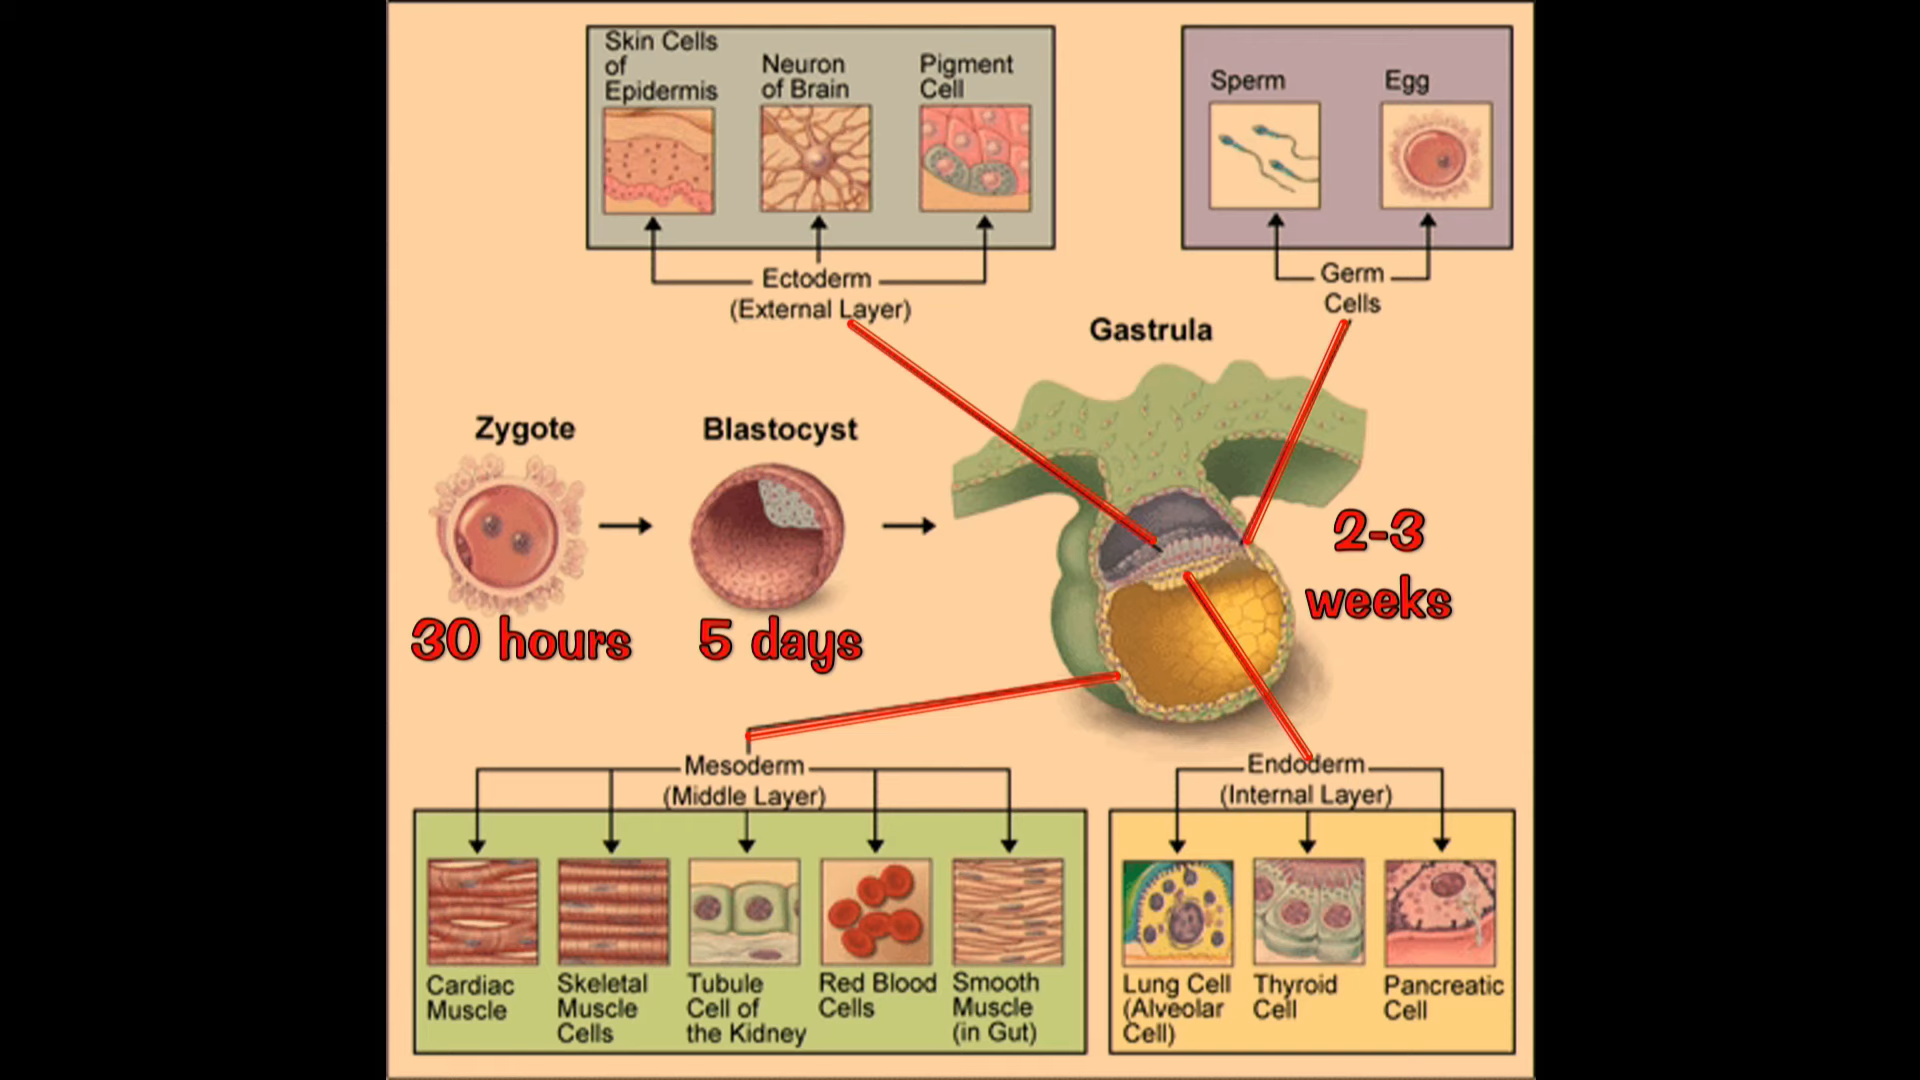 Skin Cells
of
Epidermis
Neuron
of Brain
Pigment
Cell
Sperm
Egg
Ectoderm
(External Layer)
Germ
Cells
Gastrula
Zygote
Blastocyst
30 hours
5 days
2-3
weeks
Mesoderm
(Middle Layer)
Endoderm
(Internal Layer)
Cardiac
Muscle
Skeletal
Muscle
Cells
Tubule
Cell of
the Kidney
Red Blood
Cells
Smooth
Muscle
(in Gut)
Lung Cell
(Alveolar
Cell)
Thyroid
Cell
Pancreatic
Cell